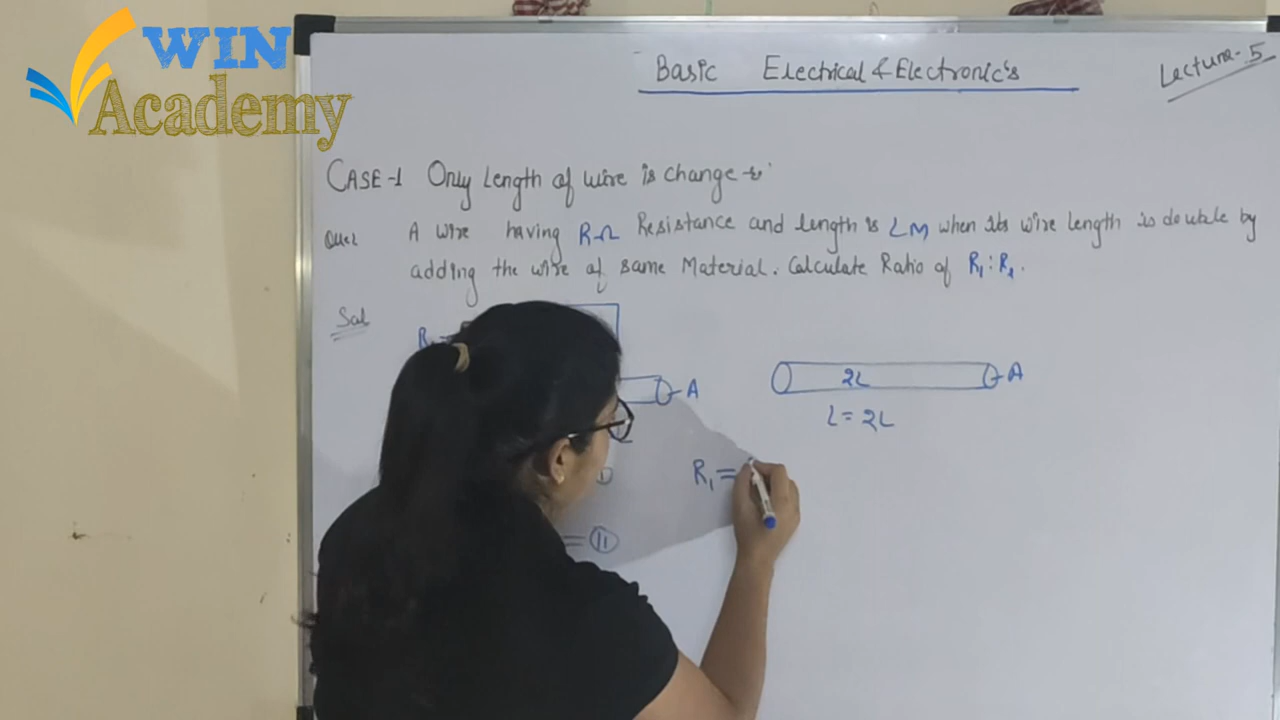 WIN
Academy
Basic Electrical & Electronic's
Lecture-5
CASE-1 Only Length of wire is change
Que: A wire having R Ω Resistance and length is L M when its wire length is double by
adding the wire of same Material. Calculate Ratio of R₁:R₂.
Sol
A
2L
A
L = 2L
R₁ =
= II